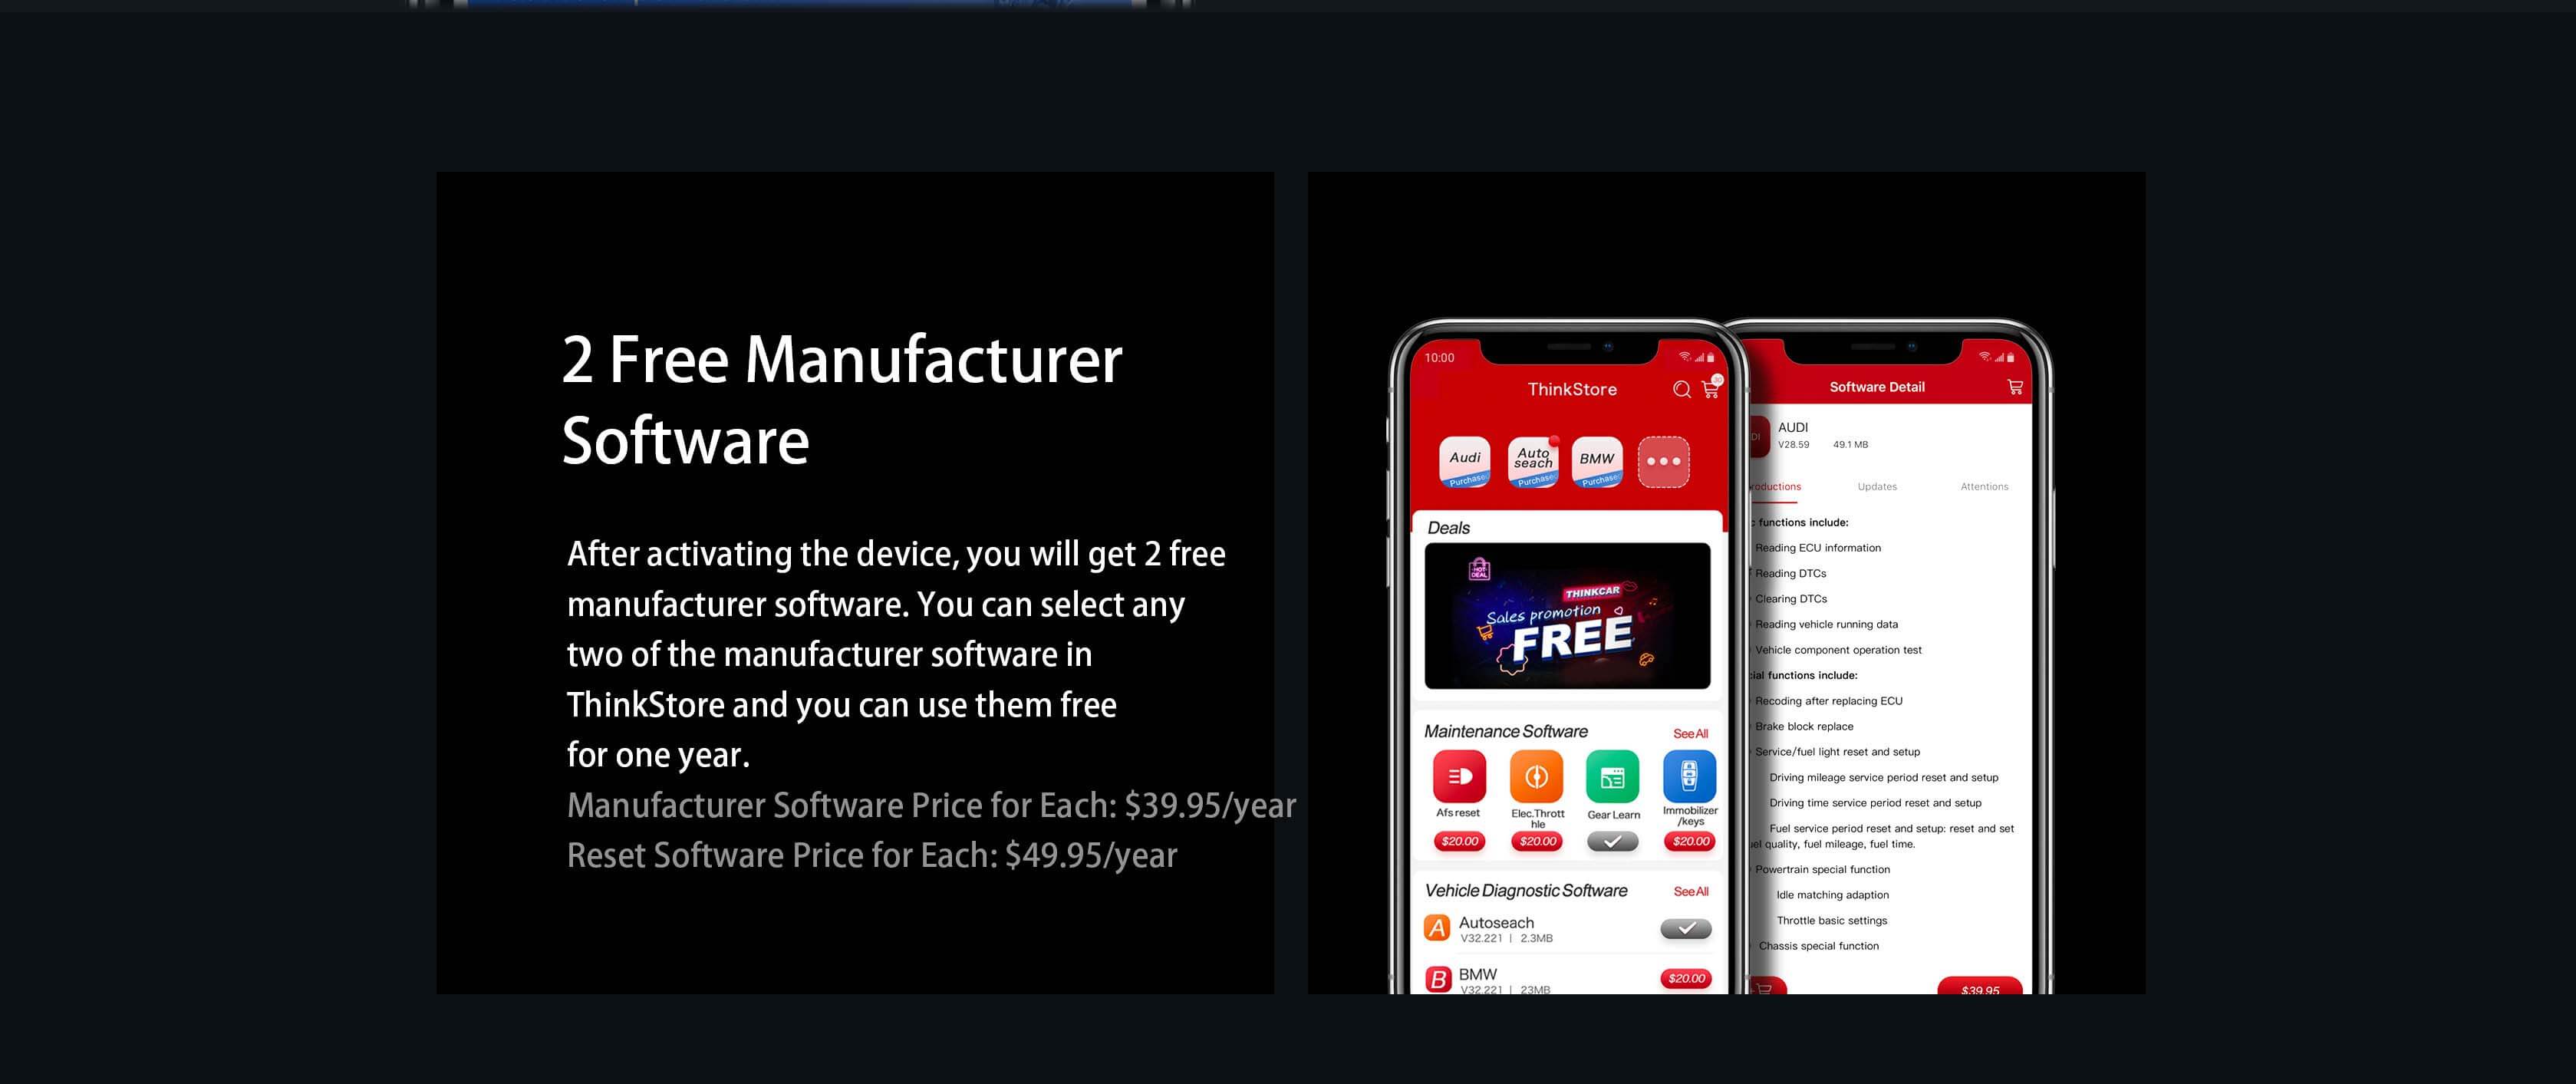 2 Free Manufacturer
Software
After activating the device, you will get 2 free
manufacturer software. You can select any
two of the manufacturer software in
ThinkStore and you can use them free
for one year.
Manufacturer Software Price for Each: $39.95/year
Reset Software Price for Each: $49.95/year
10:00
ThinkStore
Audi
Purchase
Auto
seach
Purchase
BMW
Purchase
Deals
HOT
DEAL
THINKCAR
Sales promotion
FREE
Maintenance Software
See All
Afs reset
Elec.Thrott
hle
Gear Learn
Immobilizer
/keys
$20.00
$20.00
$20.00
Vehicle Diagnostic Software
See All
A
Autoseach
V32.221 | 2.3MB
B
BMW
V32.221 | 23MB
$20.00
Software Detail
DI
AUDI
V28.59 49.1 MB
roductions
Updates
Attentions
c functions include:
Reading ECU information
Reading DTCs
Clearing DTCs
Reading vehicle running data
Vehicle component operation test
ial functions include:
Recoding after replacing ECU
Brake block replace
Service/fuel light reset and setup
Driving mileage service period reset and setup
Driving time service period reset and setup
Fuel service period reset and setup: reset and set
el quality, fuel mileage, fuel time.
Powertrain special function
Idle matching adaption
Throttle basic settings
Chassis special function
$39.95